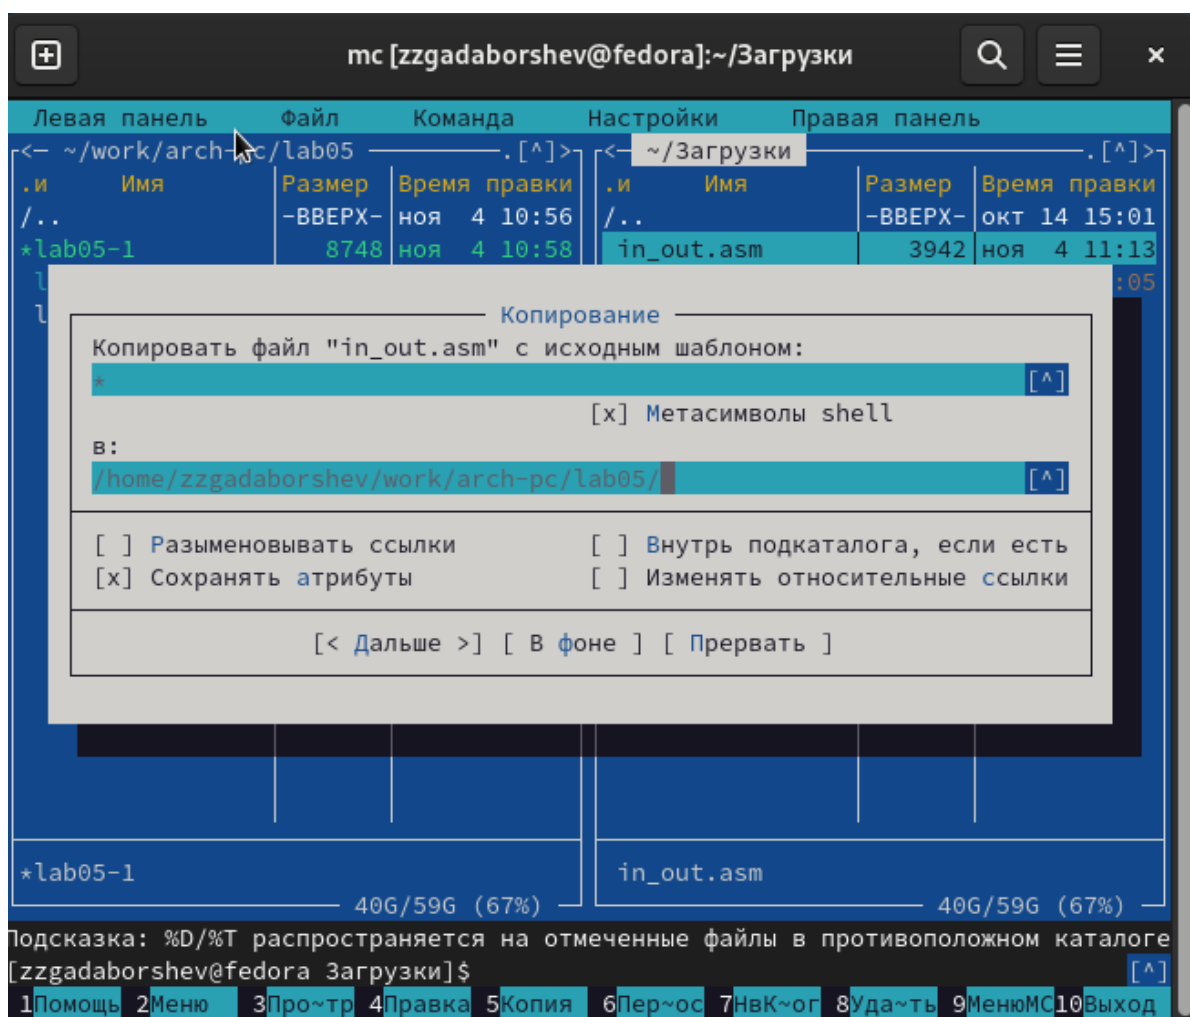 mc [zzgadaborshev@fedora]:~/Загрузки
Левая панель Файл Команда Настройки Правая панель
<— ~/work/arch-pc/lab05 .[^]> <— ~/Загрузки .[^]>
.и Имя Размер Время правки .и Имя Размер Время правки
/.. -ВВЕРХ- ноя 4 10:56 /.. -ВВЕРХ- окт 14 15:01
*lab05-1 8748 ноя 4 10:58 in_out.asm 3942 ноя 4 11:13
l :05
l
Копирование
Копировать файл "in_out.asm" с исходным шаблоном:
* [^]
[x] Метасимволы shell
в:
/home/zzgadaborshev/work/arch-pc/lab05/ [^]
[ ] Разыменовывать ссылки [ ] Внутрь подкаталога, если есть
[x] Сохранять атрибуты [ ] Изменять относительные ссылки
[< Дальше >] [ В фоне ] [ Прервать ]
*lab05-1 in_out.asm
40G/59G (67%) 40G/59G (67%)
Подсказка: %D/%T распространяется на отмеченные файлы в противоположном каталоге
[zzgadaborshev@fedora Загрузки]$ [^]
1Помощь 2Меню 3Про~тр 4Правка 5Копия 6Пер~ос 7НвК~ог 8Уда~ть 9МенюМС 10Выход